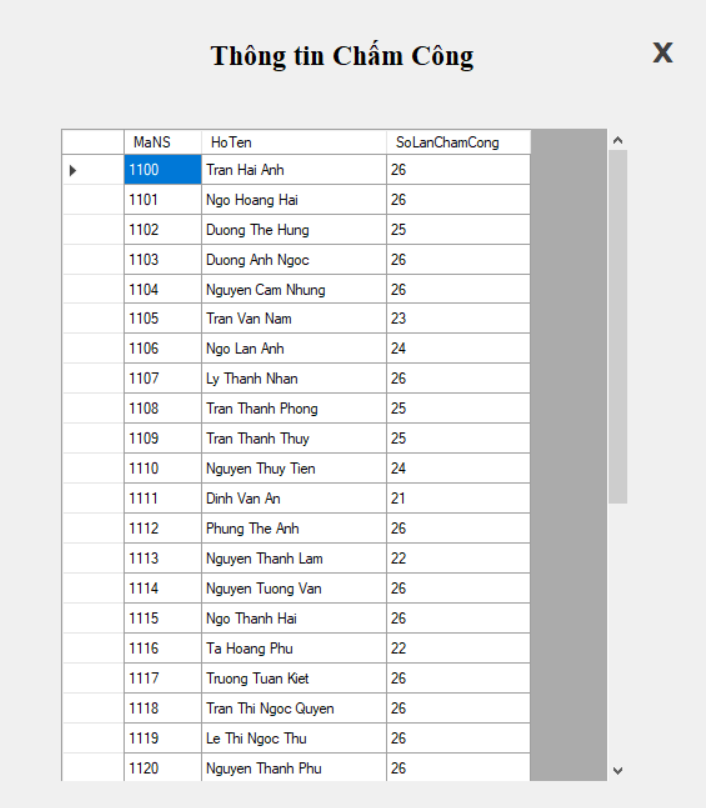 Thông tin Chấm Công X
MaNS HoTen SoLanChamCong
1100 Tran Hai Anh 26
1101 Ngo Hoang Hai 26
1102 Duong The Hung 25
1103 Duong Anh Ngoc 26
1104 Nguyen Cam Nhung 26
1105 Tran Van Nam 23
1106 Ngo Lan Anh 24
1107 Ly Thanh Nhan 26
1108 Tran Thanh Phong 25
1109 Tran Thanh Thuy 25
1110 Nguyen Thuy Tien 24
1111 Dinh Van An 21
1112 Phung The Anh 26
1113 Nguyen Thanh Lam 22
1114 Nguyen Tuong Van 26
1115 Ngo Thanh Hai 26
1116 Ta Hoang Phu 22
1117 Truong Tuan Kiet 26
1118 Tran Thi Ngoc Quyen 26
1119 Le Thi Ngoc Thu 26
1120 Nguyen Thanh Phu 26